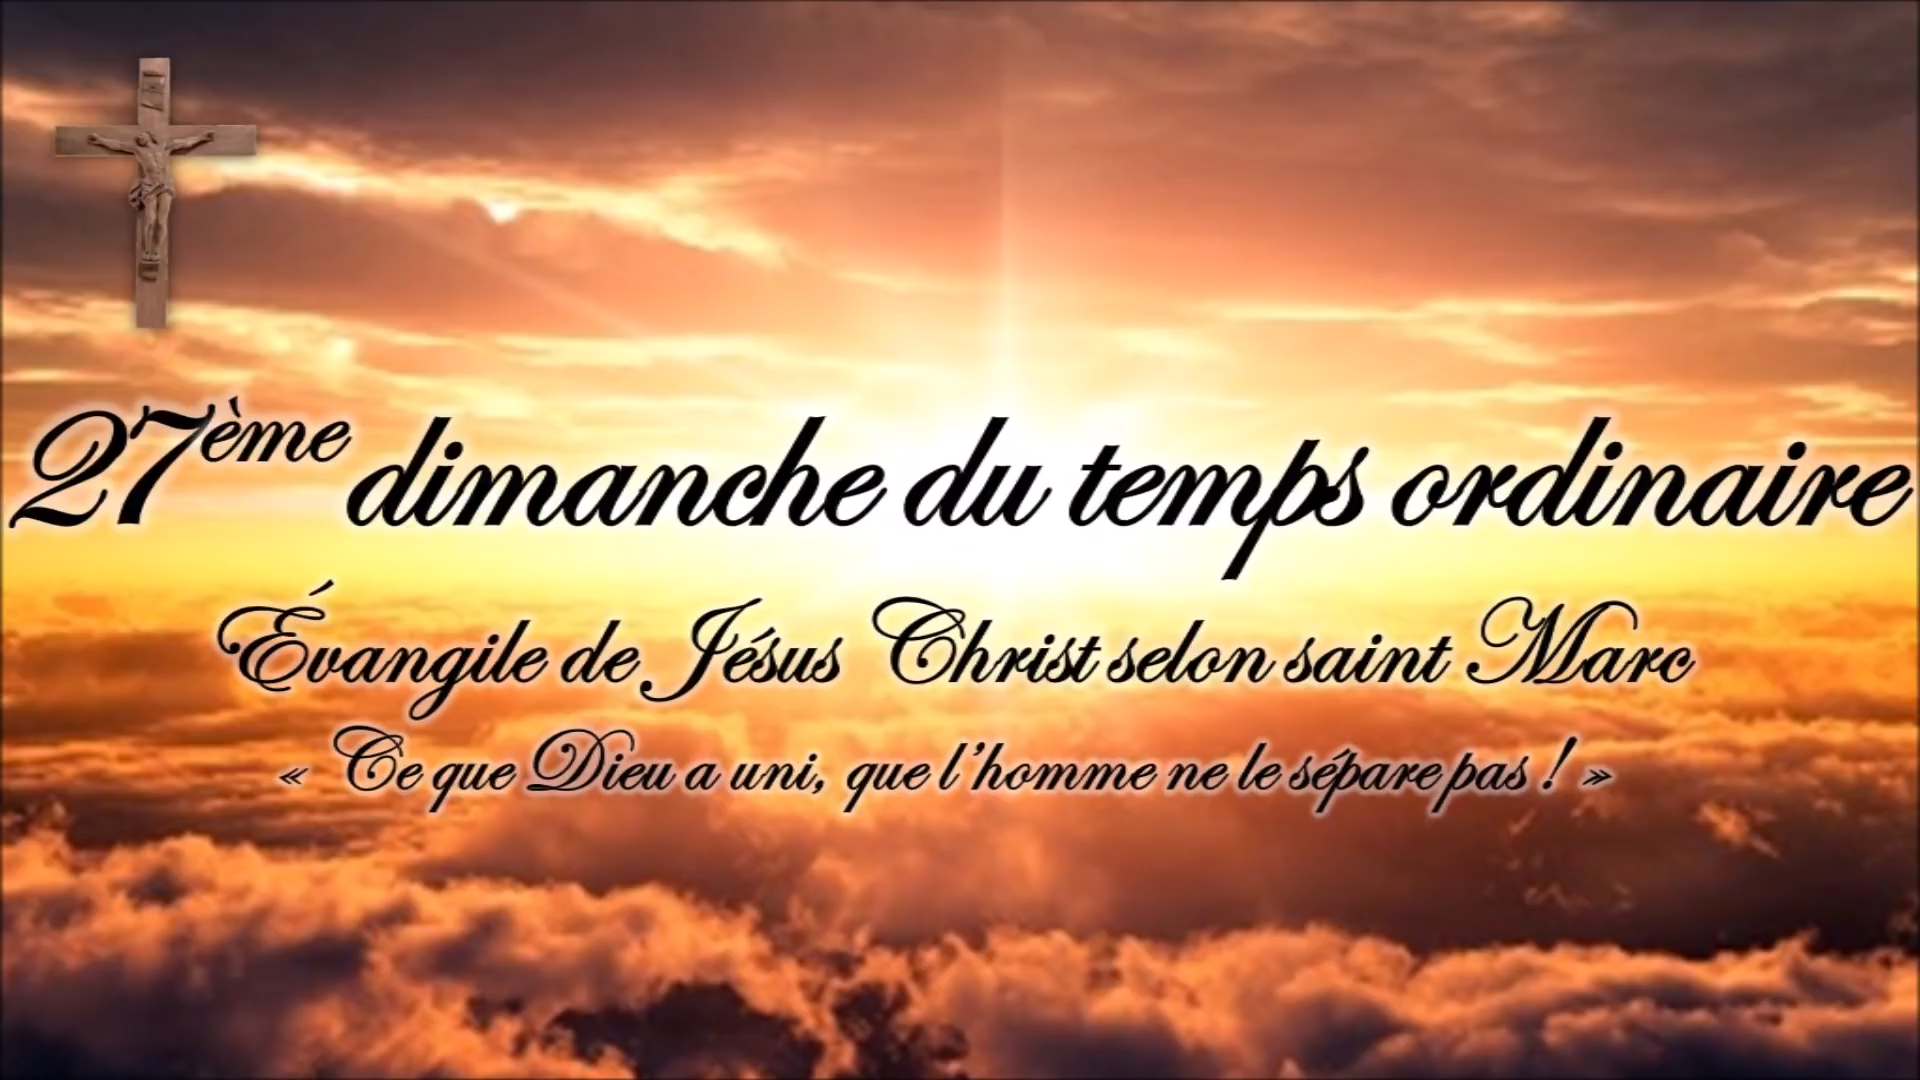 27ème dimanche du temps ordinaire
Évangile de Jésus Christ selon saint Marc
« Ce que Dieu a uni, que l'homme ne le sépare pas ! »